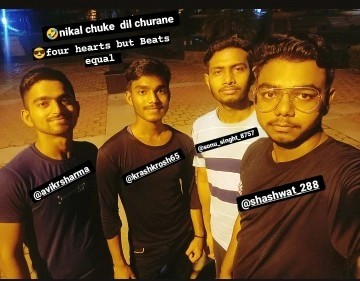 🤣nikal chuke dil churane
😎four hearts but Beats
equal
@sonu_singht_8757
@krashkrosh65
@avikrsharma
@shashwat_288